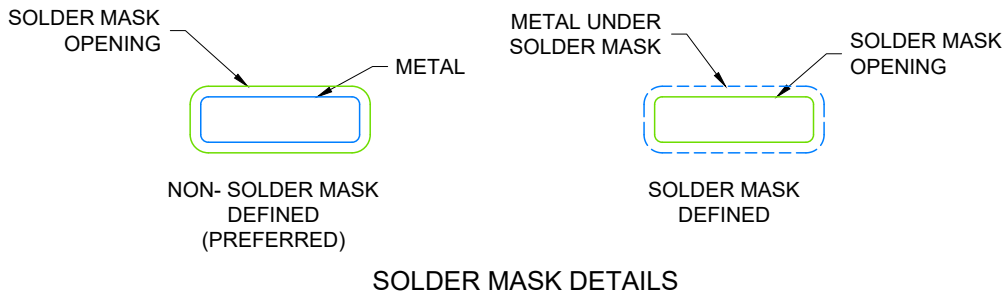 SOLDER MASK
OPENING
METAL
NON- SOLDER MASK
DEFINED
(PREFERRED)
METAL UNDER
SOLDER MASK
SOLDER MASK
OPENING
SOLDER MASK
DEFINED
SOLDER MASK DETAILS